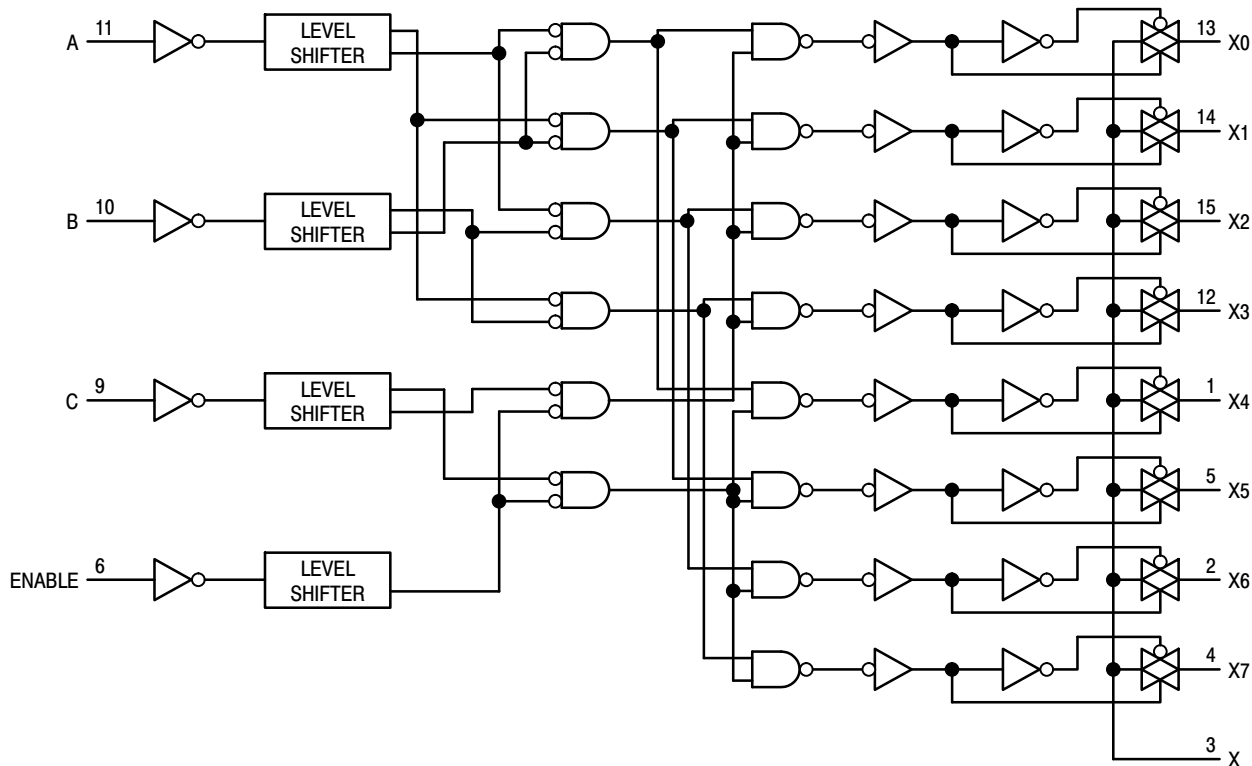 A 11
LEVEL
SHIFTER
13 X0
14 X1
B 10
LEVEL
SHIFTER
15 X2
12 X3
C 9
LEVEL
SHIFTER
1 X4
5 X5
ENABLE 6
LEVEL
SHIFTER
2 X6
4 X7
3 X